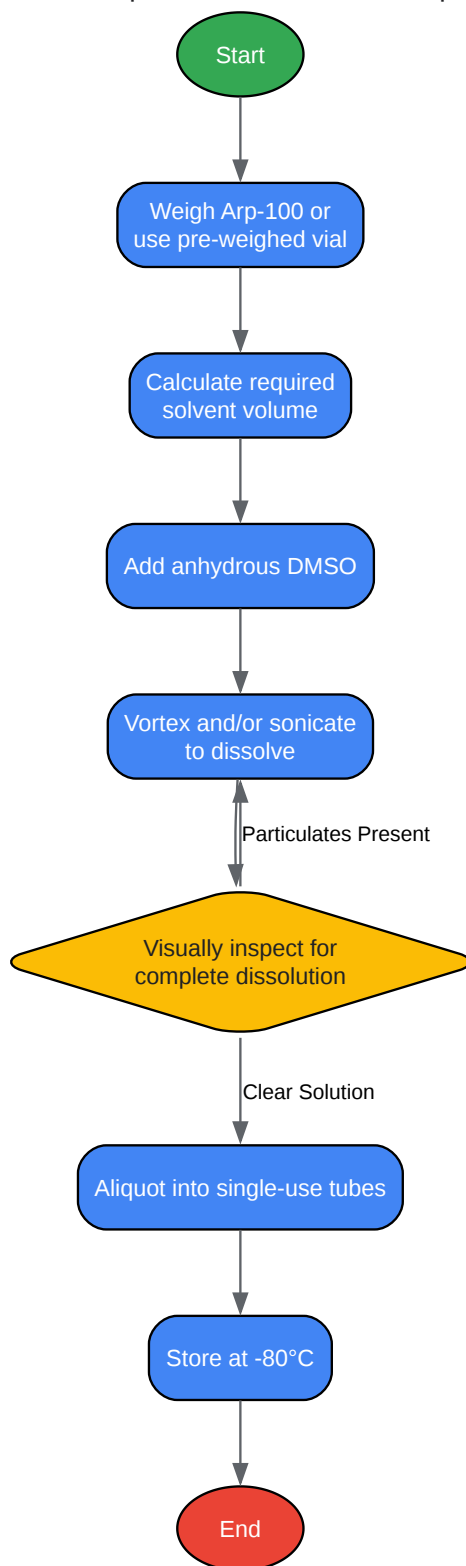 Start
Weigh Arp-100 or
use pre-weighed vial
Calculate required
solvent volume
Add anhydrous DMSO
Vortex and/or sonicate
to dissolve
Particulates Present
Visually inspect for
complete dissolution
Clear Solution
Aliquot into single-use tubes
Store at -80°C
End